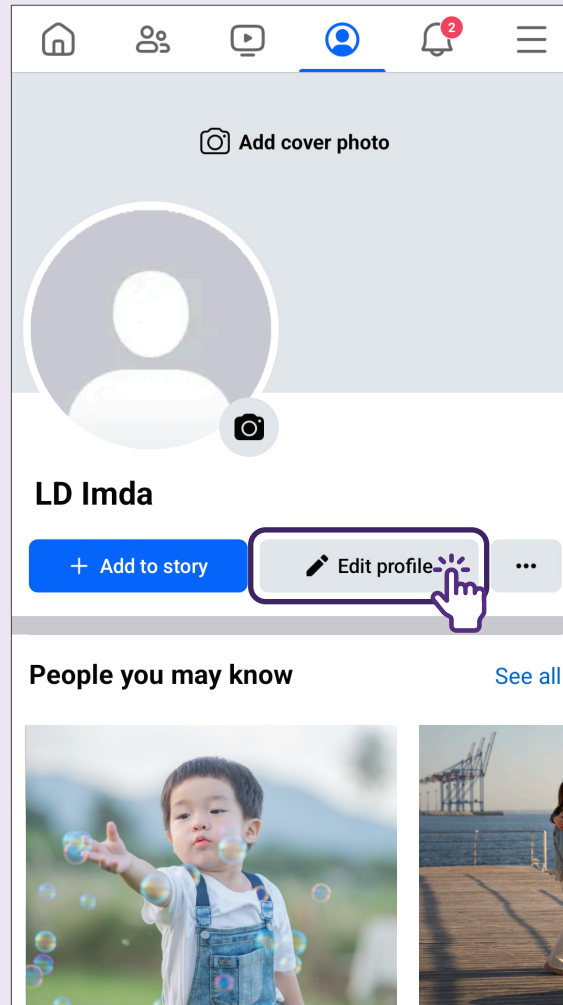 2
Add cover photo
LD Imda
+ Add to story
Edit profile
People you may know
See all